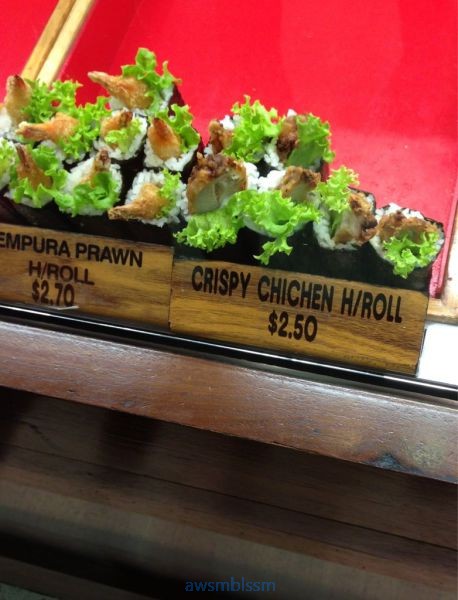 EMPURA PRAWN
H/ROLL
$2.70
CRISPY CHICHEN H/ROLL
$2.50
awsmblssm